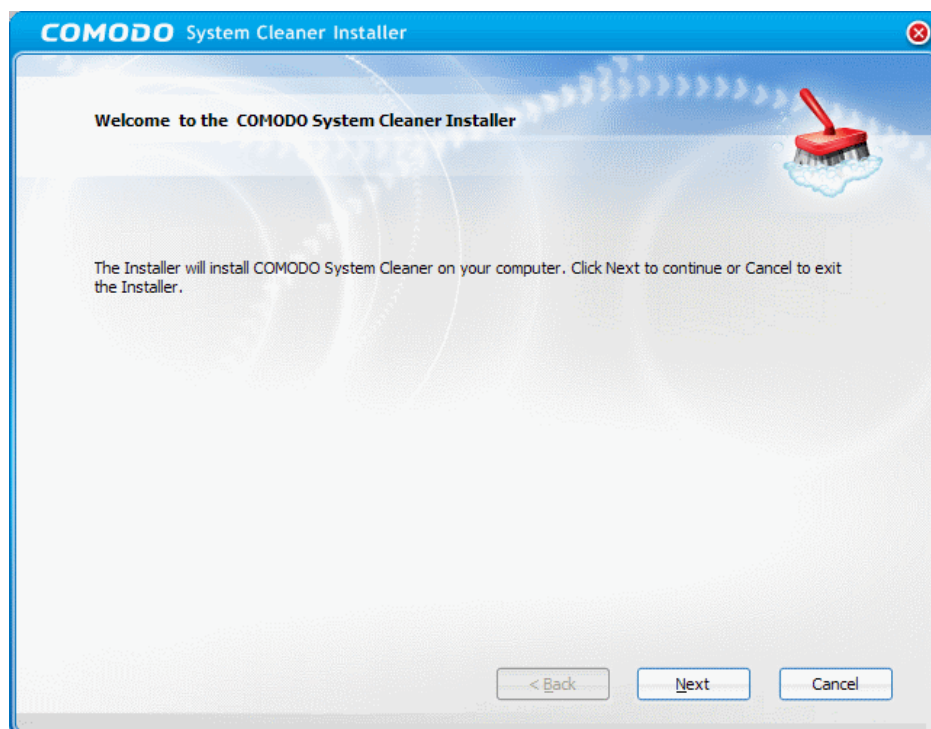 COMODO System Cleaner Installer
Welcome to the COMODO System Cleaner Installer
The Installer will install COMODO System Cleaner on your computer. Click Next to continue or Cancel to exit
the Installer.
< Back Next Cancel